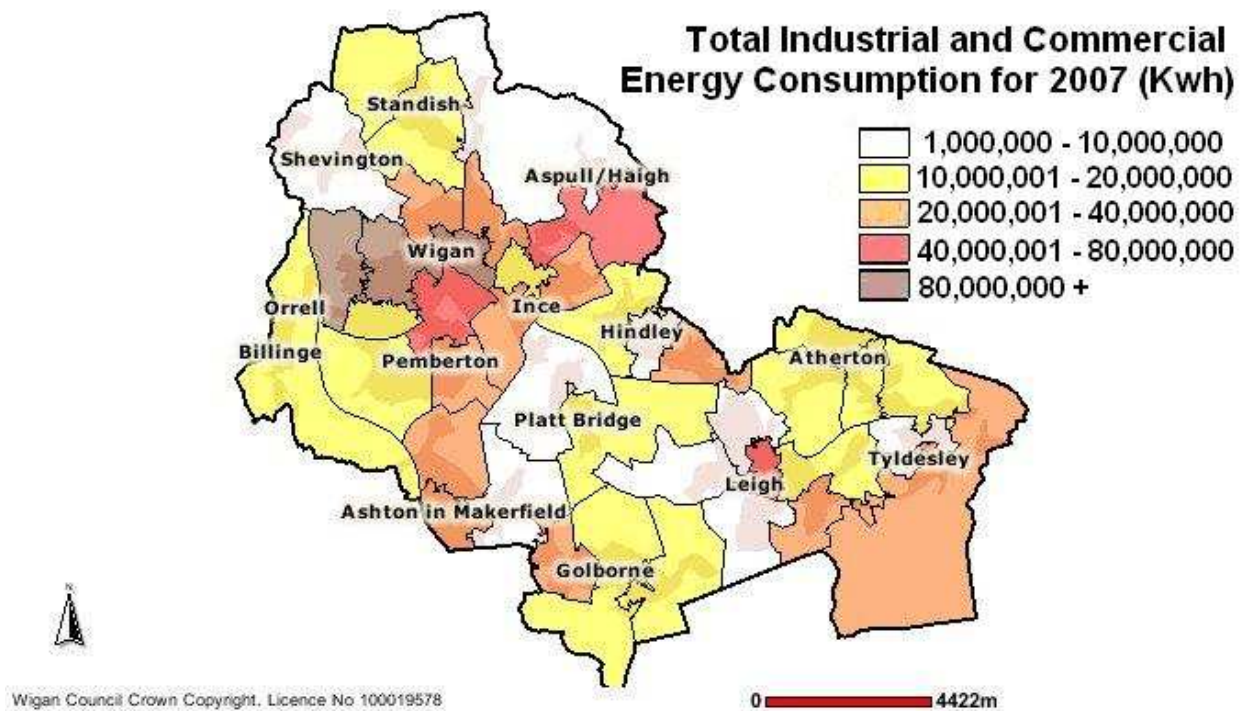 Total Industrial and Commercial
Energy Consumption for 2007 (Kwh)
1,000,000 - 10,000,000
10,000,001 - 20,000,000
20,000,001 - 40,000,000
40,000,001 - 80,000,000
80,000,000 +
Standish
Shevington
Aspull/Haigh
Wigan
Orrell
Ince
Hindley
Billinge
Pemberton
Atherton
Platt Bridge
Tyldesley
Leigh
Ashton in Makerfield
Golborne
N
Wigan Council Crown Copyright. Licence No 100019578
0 4422m